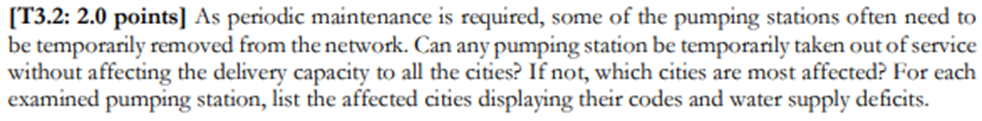 [T3.2: 2.0 points] As periodic maintenance is required, some of the pumping stations often need to
be temporarily removed from the network. Can any pumping station be temporarily taken out of service
without affecting the delivery capacity to all the cities? If not, which cities are most affected? For each
examined pumping station, list the affected cities displaying their codes and water supply deficits.